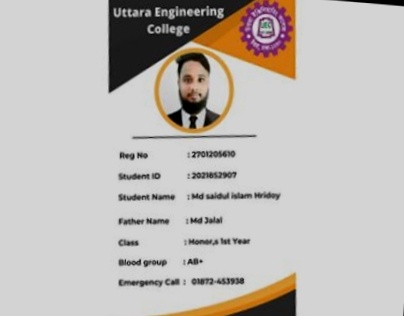 Uttara Engineering
College
Reg No : 2701205610
Student ID : 2021852907
Student Name : Md saidul islam Hridoy
Father Name : Md Jalal
Class : Honor,s 1st Year
Blood group : AB+
Emergency Call : 01872-453938